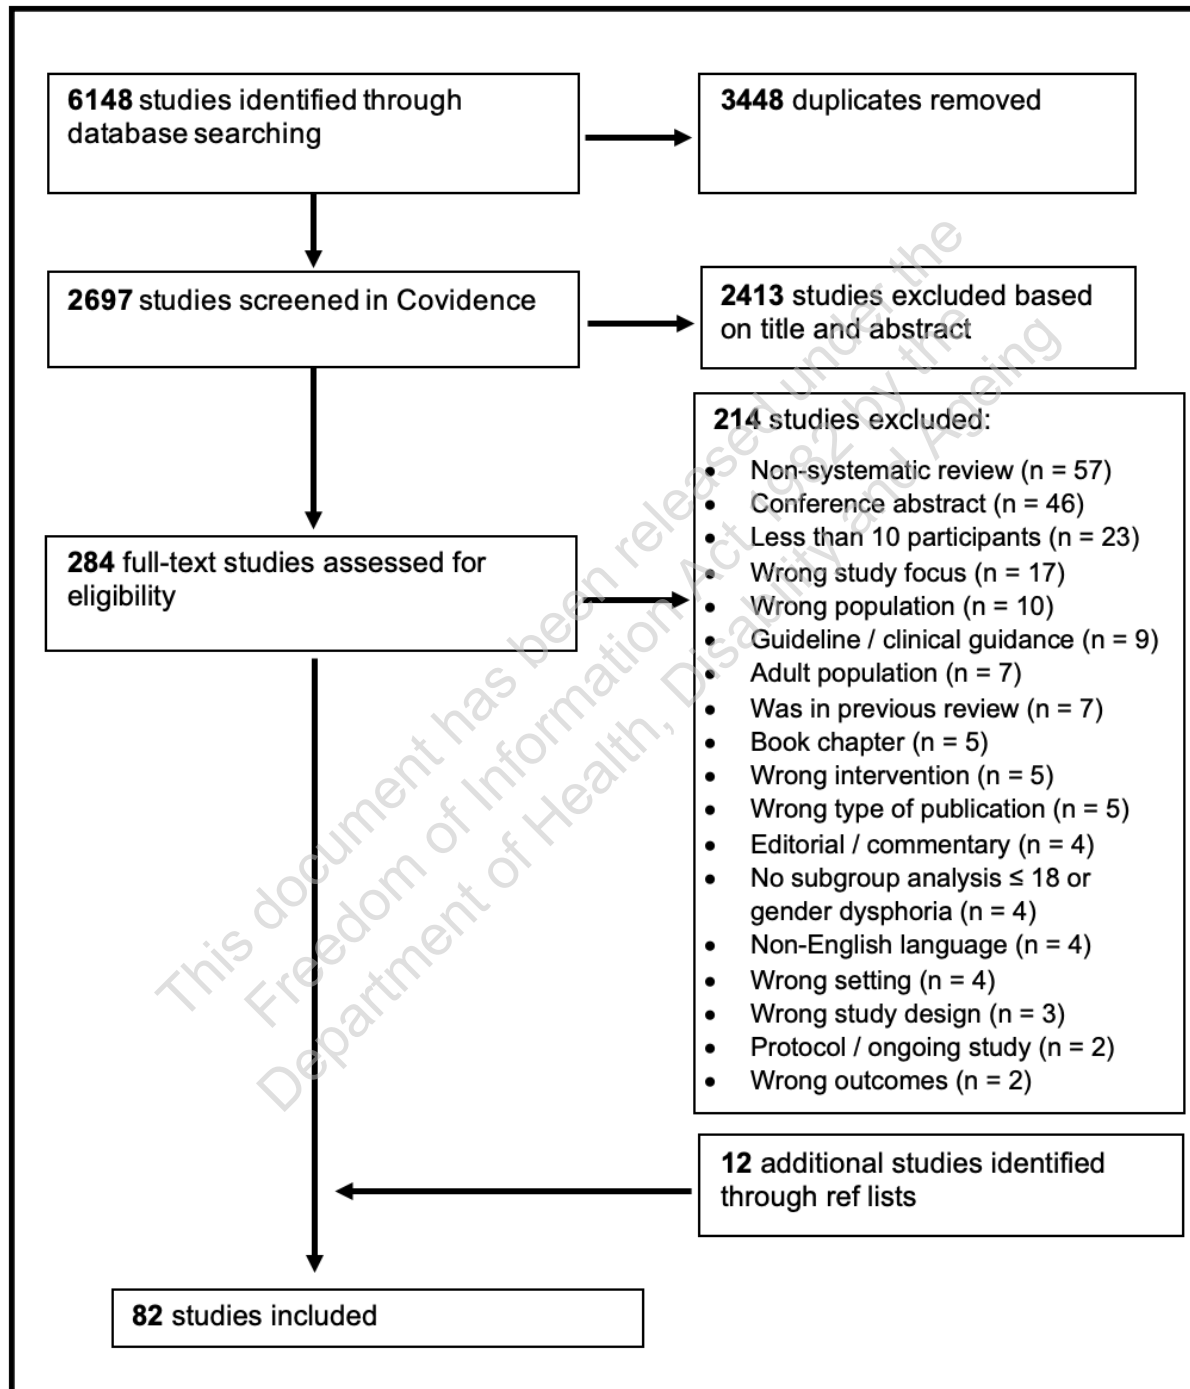 6148 studies identified through
database searching
3448 duplicates removed
2697 studies screened in Covidence
2413 studies excluded based
on title and abstract
214 studies excluded:
• Non-systematic review (n = 57)
• Conference abstract (n = 46)
• Less than 10 participants (n = 23)
• Wrong study focus (n = 17)
• Wrong population (n = 10)
• Guideline / clinical guidance (n = 9)
• Adult population (n = 7)
• Was in previous review (n = 7)
• Book chapter (n = 5)
• Wrong intervention (n = 5)
• Wrong type of publication (n = 5)
• Editorial / commentary (n = 4)
• No subgroup analysis ≤ 18 or
gender dysphoria (n = 4)
• Non-English language (n = 4)
• Wrong setting (n = 4)
• Wrong study design (n = 3)
• Protocol / ongoing study (n = 2)
• Wrong outcomes (n = 2)
284 full-text studies assessed for
eligibility
12 additional studies identified
through ref lists
82 studies included
This document has been released under the
Freedom of Information Act 1982 by the
Department of Health, Disability and Ageing